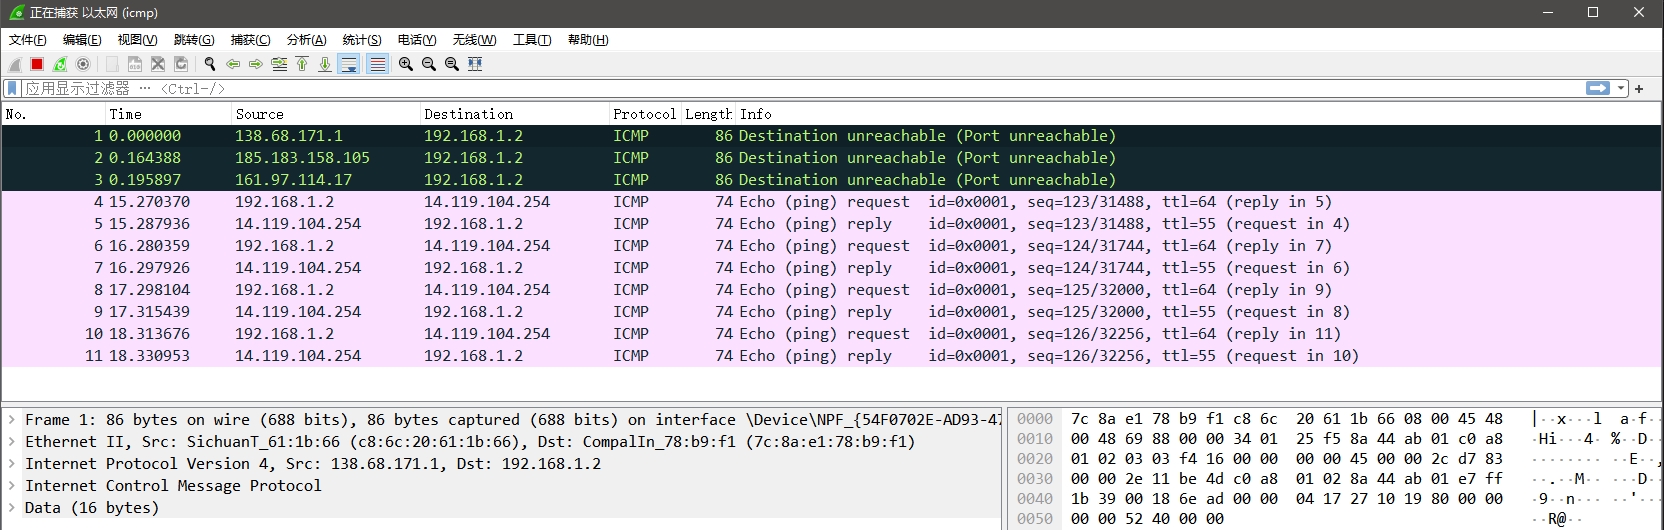 正在捕获 以太网 (icmp)
文件(F) 编辑(E) 视图(V) 跳转(G) 捕获(C) 分析(A) 统计(S) 电话(Y) 无线(W) 工具(T) 帮助(H)
应用显示过滤器 … <Ctrl-/>
No. Time Source Destination Protocol Length Info
1 0.000000 138.68.171.1 192.168.1.2 ICMP 86 Destination unreachable (Port unreachable)
2 0.164388 185.183.158.105 192.168.1.2 ICMP 86 Destination unreachable (Port unreachable)
3 0.195897 161.97.114.17 192.168.1.2 ICMP 86 Destination unreachable (Port unreachable)
4 15.270370 192.168.1.2 14.119.104.254 ICMP 74 Echo (ping) request id=0x0001, seq=123/31488, ttl=64 (reply in 5)
5 15.287936 14.119.104.254 192.168.1.2 ICMP 74 Echo (ping) reply id=0x0001, seq=123/31488, ttl=55 (request in 4)
6 16.280359 192.168.1.2 14.119.104.254 ICMP 74 Echo (ping) request id=0x0001, seq=124/31744, ttl=64 (reply in 7)
7 16.297926 14.119.104.254 192.168.1.2 ICMP 74 Echo (ping) reply id=0x0001, seq=124/31744, ttl=55 (request in 6)
8 17.298104 192.168.1.2 14.119.104.254 ICMP 74 Echo (ping) request id=0x0001, seq=125/32000, ttl=64 (reply in 9)
9 17.315439 14.119.104.254 192.168.1.2 ICMP 74 Echo (ping) reply id=0x0001, seq=125/32000, ttl=55 (request in 8)
10 18.313676 192.168.1.2 14.119.104.254 ICMP 74 Echo (ping) request id=0x0001, seq=126/32256, ttl=64 (reply in 11)
11 18.330953 14.119.104.254 192.168.1.2 ICMP 74 Echo (ping) reply id=0x0001, seq=126/32256, ttl=55 (request in 10)
Frame 1: 86 bytes on wire (688 bits), 86 bytes captured (688 bits) on interface \Device\NPF_{54F0702E-AD93-47
Ethernet II, Src: SichuanT_61:1b:66 (c8:6c:20:61:1b:66), Dst: CompalIn_78:b9:f1 (7c:8a:e1:78:b9:f1)
Internet Protocol Version 4, Src: 138.68.171.1, Dst: 192.168.1.2
Internet Control Message Protocol
Data (16 bytes)
0000 7c 8a e1 78 b9 f1 c8 6c 20 61 1b 66 08 00 45 48 |··x···l a·f··
0010 00 48 69 88 00 00 34 01 25 f5 8a 44 ab 01 c0 a8 ·Hi···4· %··D····
0020 01 02 03 03 f4 16 00 00 00 00 45 00 00 2c d7 83 ········ ··E··,
0030 00 00 2e 11 be 4d c0 a8 01 02 8a 44 ab 01 e7 ff ··.··M·· ···D····
0040 1b 39 00 18 6e ad 00 00 04 17 27 10 19 80 00 00 ·9··n··· ··'·····
0050 00 00 52 40 00 00 ··R@··